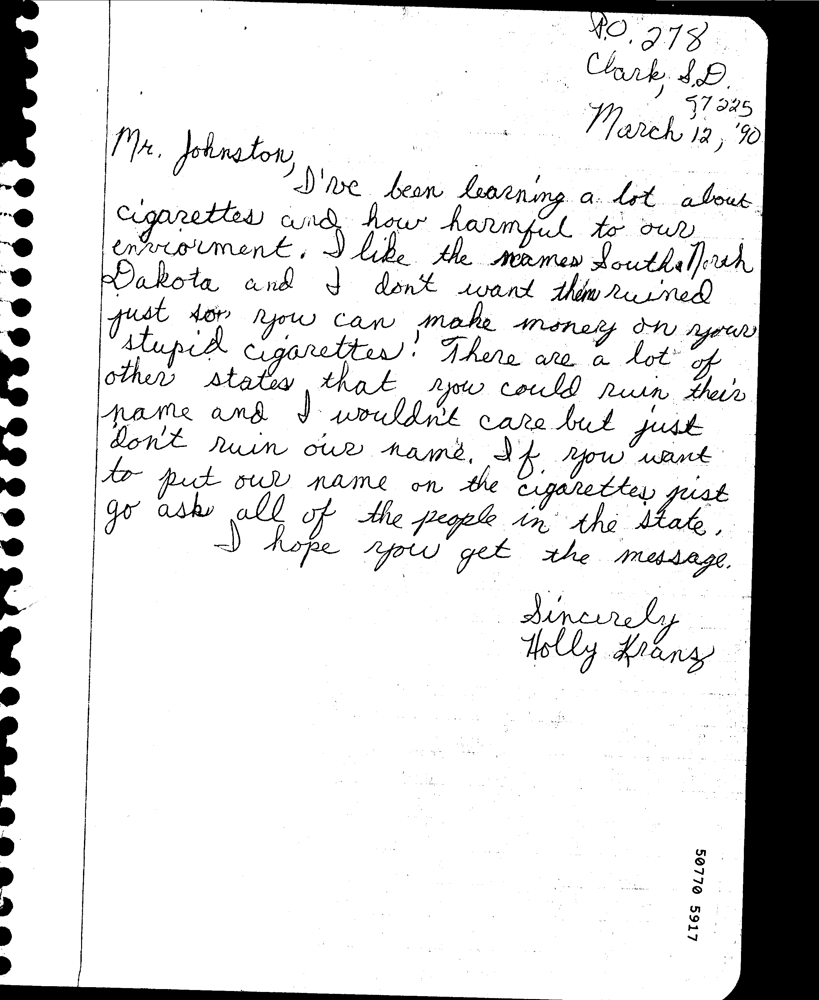 P.O. 278
Clark, S.D.
57225
March 12, '90
Mr. Johnston,
I've been learning a lot about
cigarettes and how harmful to our
enviorment. I like the names South & North
Dakota and I don't want them ruined
just so you can make money on your
stupid cigarettes! There are a lot of
other states that you could ruin their
name and I wouldn't care but just
don't ruin our name. If you want
to put our name on the cigarettes just
go ask all of the people in the state.
I hope you get the message.
Sincerely
Holly Kranz
50770 5917